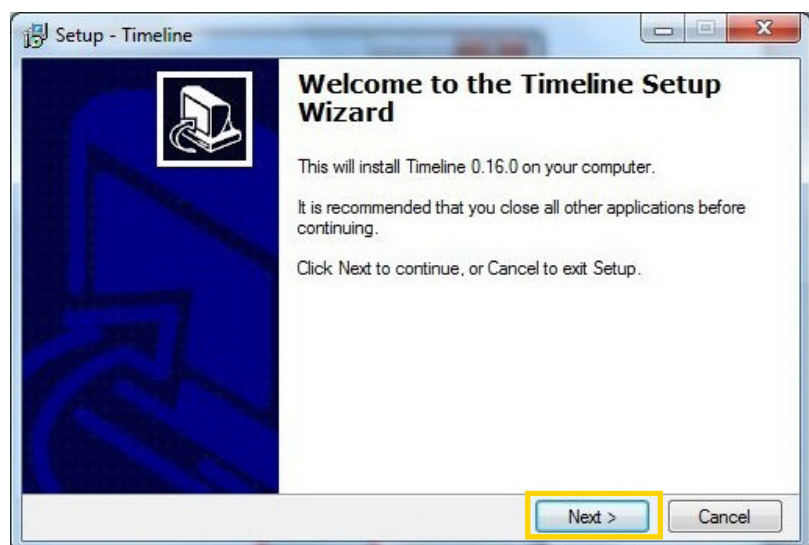 Setup - Timeline
Welcome to the Timeline Setup
Wizard
This will install Timeline 0.16.0 on your computer.
It is recommended that you close all other applications before
continuing.
Click Next to continue, or Cancel to exit Setup.
Next >
Cancel